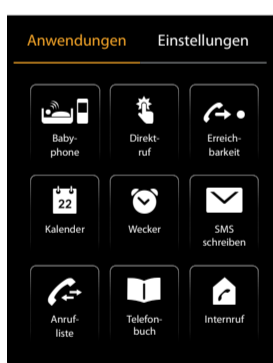 Anwendungen Einstellungen
Baby-
phone
Direkt-
ruf
Erreich-
barkeit
22
Kalender
Wecker
SMS
schreiben
Anruf-
liste
Telefon-
buch
Internruf